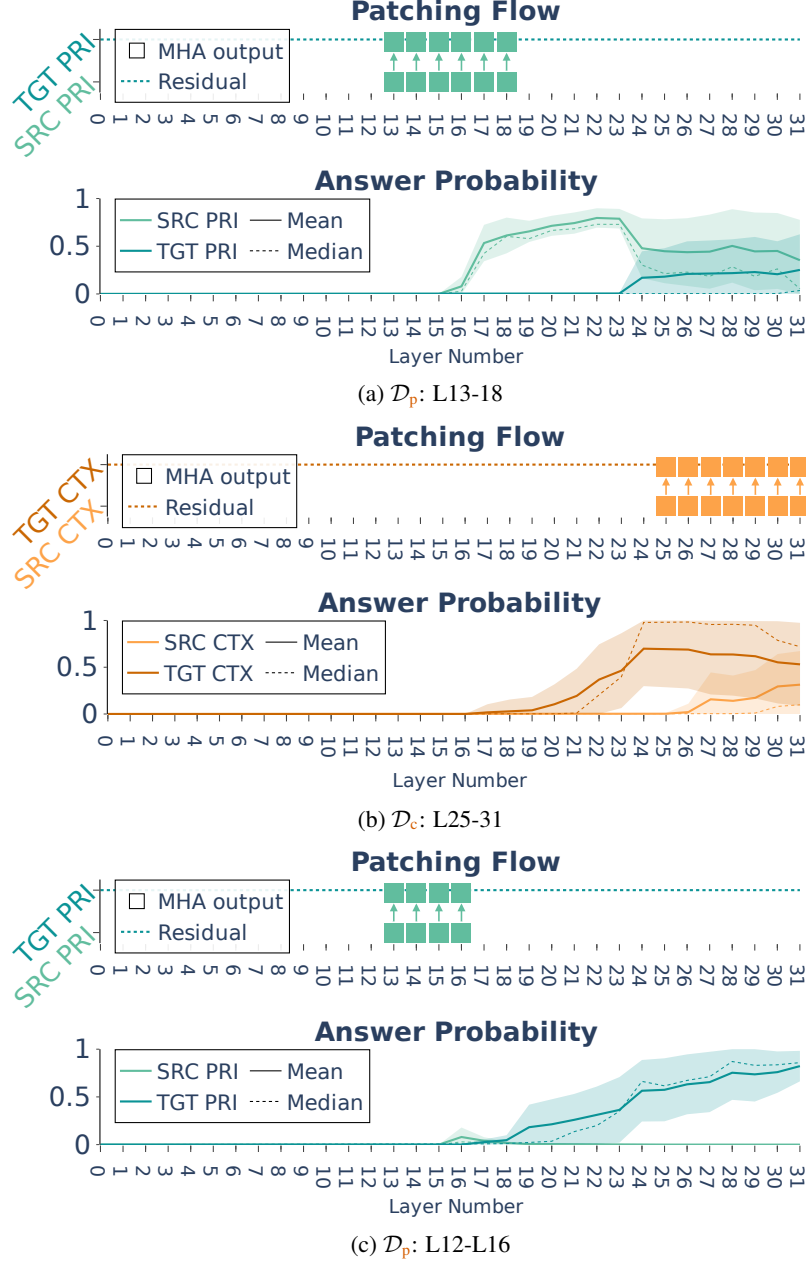 Patching Flow
TGT PRI
SRC PRI
MHA output
Residual
0 1 2 3 4 5 6 7 8 9 10 11 12 13 14 15 16 17 18 19 20 21 22 23 24 25 26 27 28 29 30 31
Answer Probability
1
0.5
0
SRC PRI Mean
TGT PRI Median
0 1 2 3 4 5 6 7 8 9 10 11 12 13 14 15 16 17 18 19 20 21 22 23 24 25 26 27 28 29 30 31
Layer Number
(a) 𝒟p: L13-18
Patching Flow
TGT CTX
SRC CTX
MHA output
Residual
0 1 2 3 4 5 6 7 8 9 10 11 12 13 14 15 16 17 18 19 20 21 22 23 24 25 26 27 28 29 30 31
Answer Probability
1
0.5
0
SRC CTX Mean
TGT CTX Median
0 1 2 3 4 5 6 7 8 9 10 11 12 13 14 15 16 17 18 19 20 21 22 23 24 25 26 27 28 29 30 31
Layer Number
(b) 𝒟c: L25-31
Patching Flow
TGT PRI
SRC PRI
MHA output
Residual
0 1 2 3 4 5 6 7 8 9 10 11 12 13 14 15 16 17 18 19 20 21 22 23 24 25 26 27 28 29 30 31
Answer Probability
1
0.5
0
SRC PRI Mean
TGT PRI Median
0 1 2 3 4 5 6 7 8 9 10 11 12 13 14 15 16 17 18 19 20 21 22 23 24 25 26 27 28 29 30 31
Layer Number
(c) 𝒟p: L12-L16